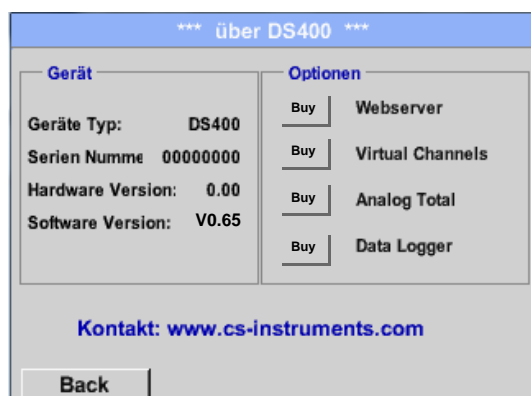 *** über DS400 ***
Gerät
Geräte Typ: DS400
Serien Numme 00000000
Hardware Version: 0.00
Software Version: V0.65
Optionen
Buy Webserver
Buy Virtual Channels
Buy Analog Total
Buy Data Logger
Kontakt: www.cs-instruments.com
Back